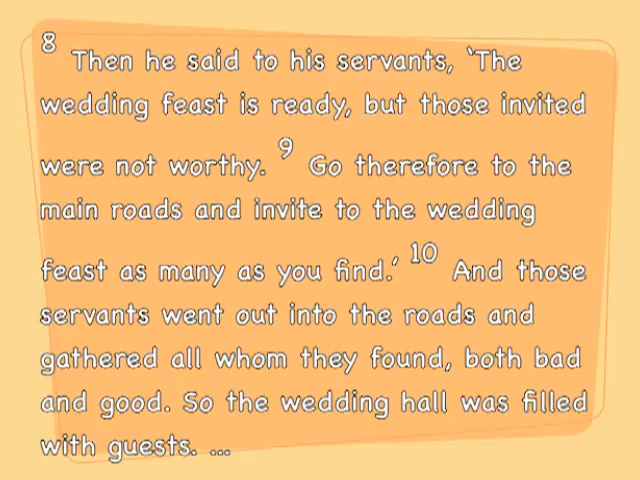 8 Then he said to his servants, ‘The
wedding feast is ready, but those invited
were not worthy. 9 Go therefore to the
main roads and invite to the wedding
feast as many as you find.’ 10 And those
servants went out into the roads and
gathered all whom they found, both bad
and good. So the wedding hall was filled
with guests. ...